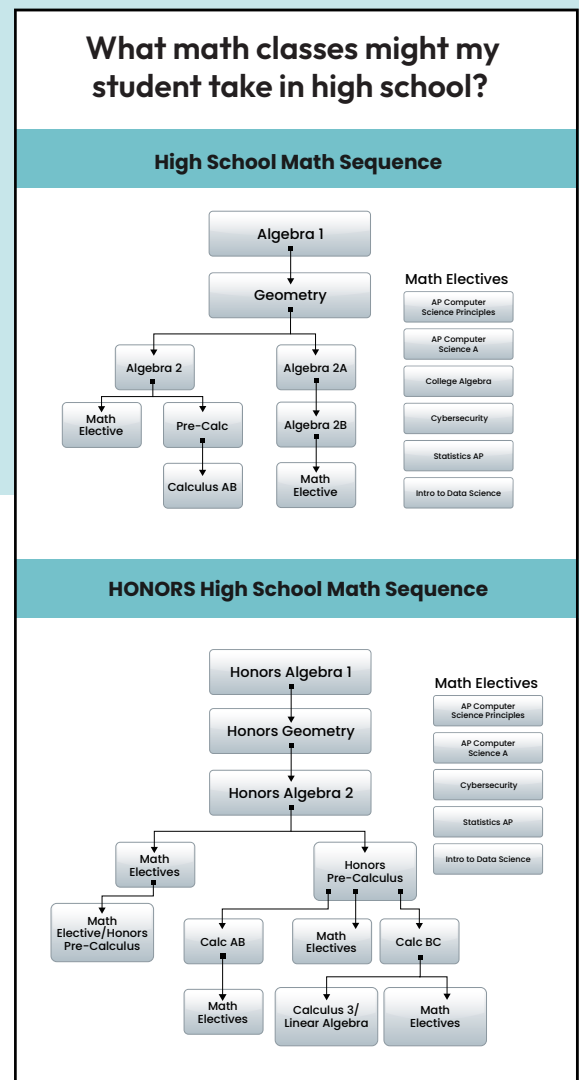 What math classes might my
student take in high school?
High School Math Sequence
Algebra 1
Geometry
Algebra 2
Algebra 2A
Math
Elective
Pre-Calc
Algebra 2B
Calculus AB
Math
Elective
Math Electives
AP Computer
Science Principles
AP Computer
Science A
College Algebra
Cybersecurity
Statistics AP
Intro to Data Science
HONORS High School Math Sequence
Honors Algebra 1
Honors Geometry
Honors Algebra 2
Math
Electives
Honors
Pre-Calculus
Math
Elective/Honors
Pre-Calculus
Calc AB
Math
Electives
Calc BC
Math
Electives
Calculus 3/
Linear Algebra
Math
Electives
Math Electives
AP Computer
Science Principles
AP Computer
Science A
Cybersecurity
Statistics AP
Intro to Data Science